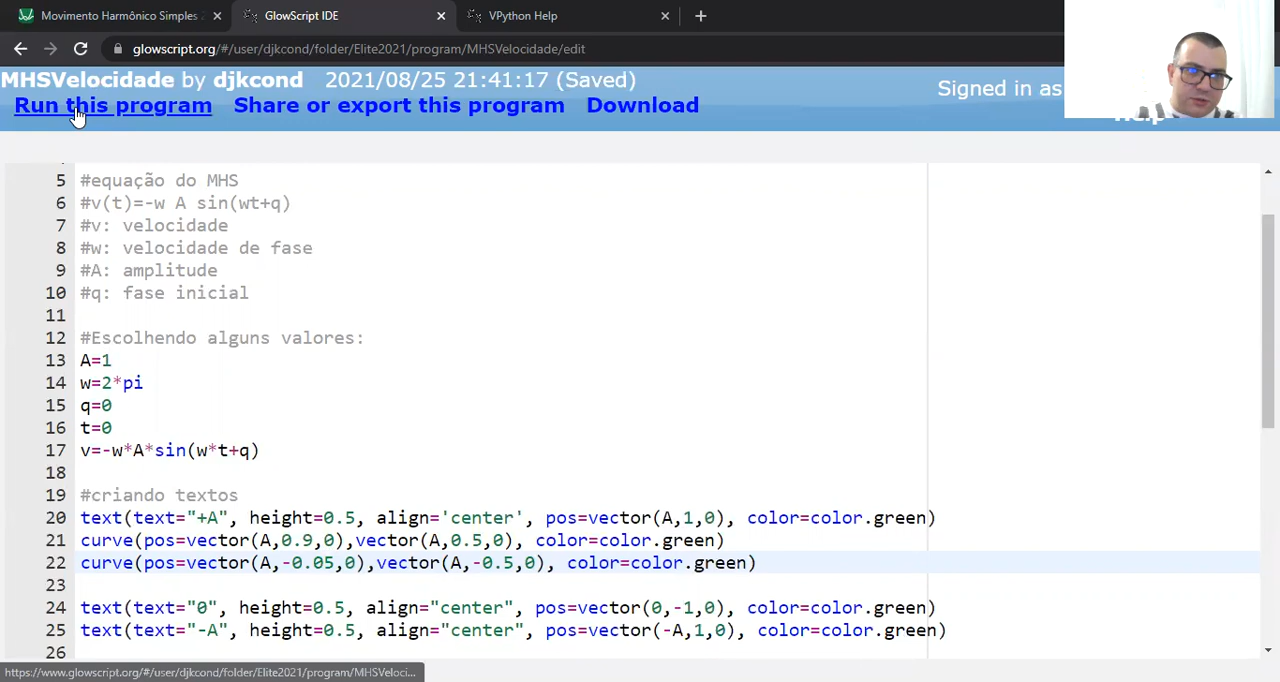 Movimento Harmônico Simples
GlowScript IDE
VPython Help
glowscript.org/#/user/djkcond/folder/Elite2021/program/MHSVelocidade/edit
MHSVelocidade by djkcond 2021/08/25 21:41:17 (Saved)
Signed in as
Run this program Share or export this program Download
Help
5 #equação do MHS
6 #v(t)=-w A sin(wt+q)
7 #v: velocidade
8 #w: velocidade de fase
9 #A: amplitude
10 #q: fase inicial
11
12 #Escolhendo alguns valores:
13 A=1
14 w=2*pi
15 q=0
16 t=0
17 v=-w*A*sin(w*t+q)
18
19 #criando textos
20 text(text="+A", height=0.5, align='center', pos=vector(A,1,0), color=color.green)
21 curve(pos=vector(A,0.9,0),vector(A,0.5,0), color=color.green)
22 curve(pos=vector(A,-0.05,0),vector(A,-0.5,0), color=color.green)
23
24 text(text="0", height=0.5, align="center", pos=vector(0,-1,0), color=color.green)
25 text(text="-A", height=0.5, align="center", pos=vector(-A,1,0), color=color.green)
26
https://www.glowscript.org/#/user/djkcond/folder/Elite2021/program/MHSVeloci...